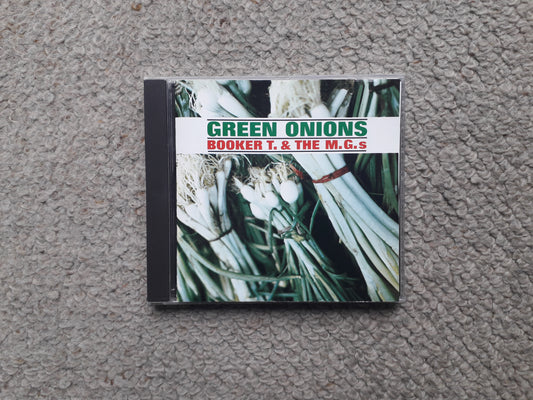 GREEN ONIONS
BOOKER T. & THE M.G.s